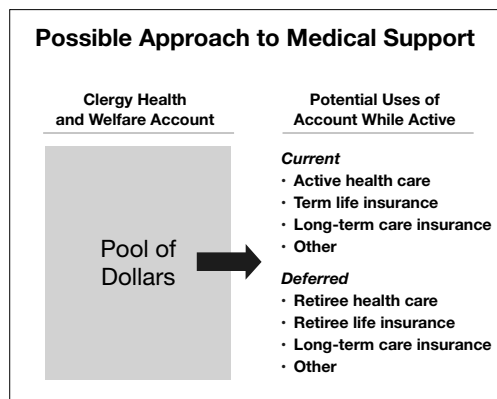 Possible Approach to Medical Support
Clergy Health
and Welfare Account
Pool of
Dollars
Potential Uses of
Account While Active
Current
· Active health care
· Term life insurance
· Long-term care insurance
· Other
Deferred
· Retiree health care
· Retiree life insurance
· Long-term care insurance
· Other